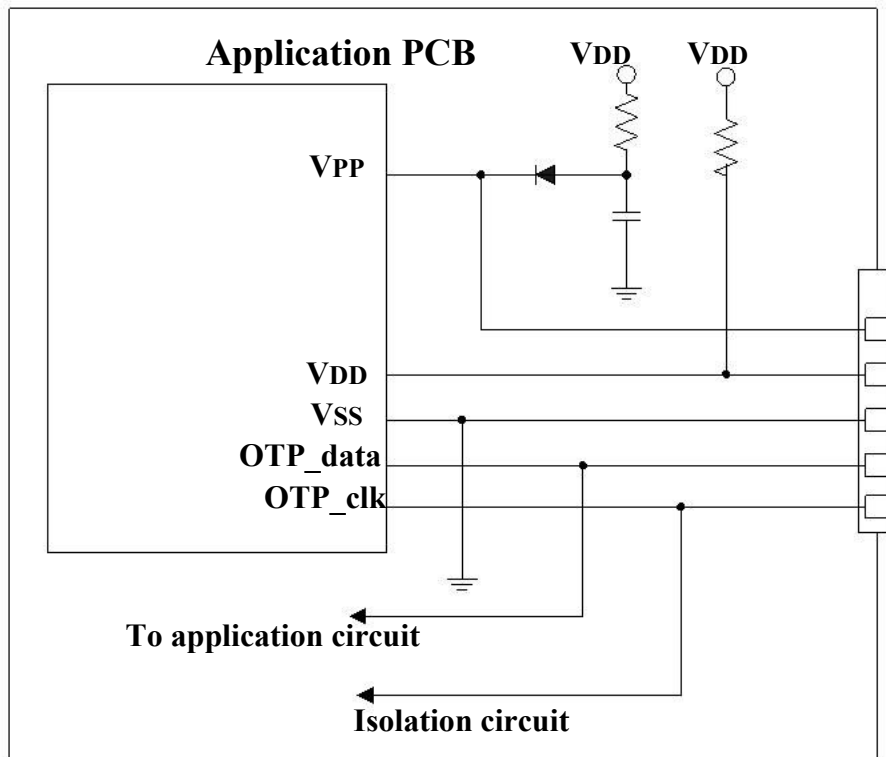 Application PCB
VDD VDD
VPP
VDD
VSS
OTP_data
OTP_clk
To application circuit
Isolation circuit